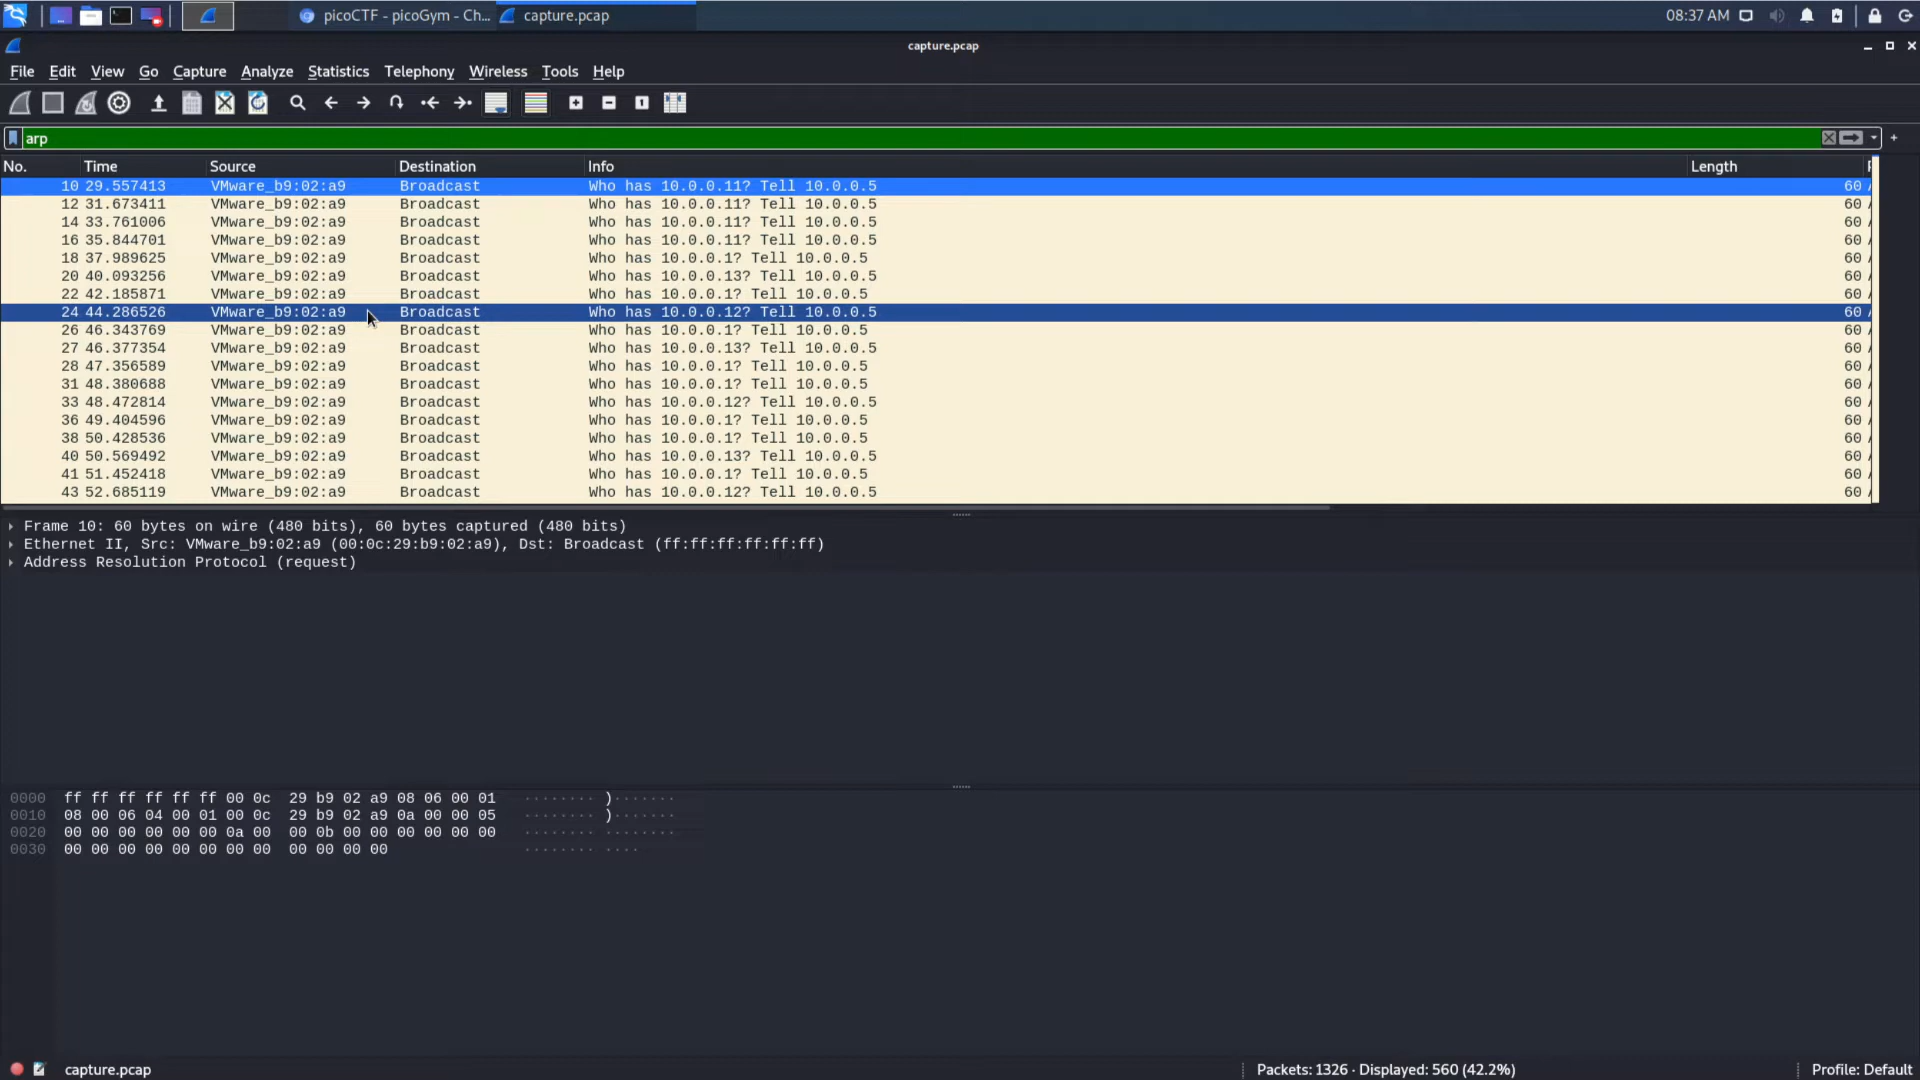 picoCTF - picoGym - Ch...
capture.pcap
08:37 AM
capture.pcap
File Edit View Go Capture Analyze Statistics Telephony Wireless Tools Help
arp
No. Time Source Destination Info Length
10 29.557413 VMware_b9:02:a9 Broadcast Who has 10.0.0.11? Tell 10.0.0.5 60
12 31.673411 VMware_b9:02:a9 Broadcast Who has 10.0.0.11? Tell 10.0.0.5 60
14 33.761006 VMware_b9:02:a9 Broadcast Who has 10.0.0.11? Tell 10.0.0.5 60
16 35.844701 VMware_b9:02:a9 Broadcast Who has 10.0.0.11? Tell 10.0.0.5 60
18 37.989625 VMware_b9:02:a9 Broadcast Who has 10.0.0.1? Tell 10.0.0.5 60
20 40.093256 VMware_b9:02:a9 Broadcast Who has 10.0.0.13? Tell 10.0.0.5 60
22 42.185871 VMware_b9:02:a9 Broadcast Who has 10.0.0.1? Tell 10.0.0.5 60
24 44.286526 VMware_b9:02:a9 Broadcast Who has 10.0.0.12? Tell 10.0.0.5 60
26 46.343769 VMware_b9:02:a9 Broadcast Who has 10.0.0.1? Tell 10.0.0.5 60
27 46.377354 VMware_b9:02:a9 Broadcast Who has 10.0.0.13? Tell 10.0.0.5 60
28 47.356589 VMware_b9:02:a9 Broadcast Who has 10.0.0.1? Tell 10.0.0.5 60
31 48.380688 VMware_b9:02:a9 Broadcast Who has 10.0.0.1? Tell 10.0.0.5 60
33 48.472814 VMware_b9:02:a9 Broadcast Who has 10.0.0.12? Tell 10.0.0.5 60
36 49.404596 VMware_b9:02:a9 Broadcast Who has 10.0.0.1? Tell 10.0.0.5 60
38 50.428536 VMware_b9:02:a9 Broadcast Who has 10.0.0.1? Tell 10.0.0.5 60
40 50.569492 VMware_b9:02:a9 Broadcast Who has 10.0.0.13? Tell 10.0.0.5 60
41 51.452418 VMware_b9:02:a9 Broadcast Who has 10.0.0.1? Tell 10.0.0.5 60
43 52.685119 VMware_b9:02:a9 Broadcast Who has 10.0.0.12? Tell 10.0.0.5 60
Frame 10: 60 bytes on wire (480 bits), 60 bytes captured (480 bits)
Ethernet II, Src: VMware_b9:02:a9 (00:0c:29:b9:02:a9), Dst: Broadcast (ff:ff:ff:ff:ff:ff)
Address Resolution Protocol (request)
0000 ff ff ff ff ff ff 00 0c 29 b9 02 a9 08 06 00 01 ········ )·······
0010 08 00 06 04 00 01 00 0c 29 b9 02 a9 0a 00 00 05 ········ )·······
0020 00 00 00 00 00 00 0a 00 00 0b 00 00 00 00 00 00 ········ ········
0030 00 00 00 00 00 00 00 00 00 00 00 00 ········ ····
capture.pcap
Packets: 1326 · Displayed: 560 (42.2%)
Profile: Default